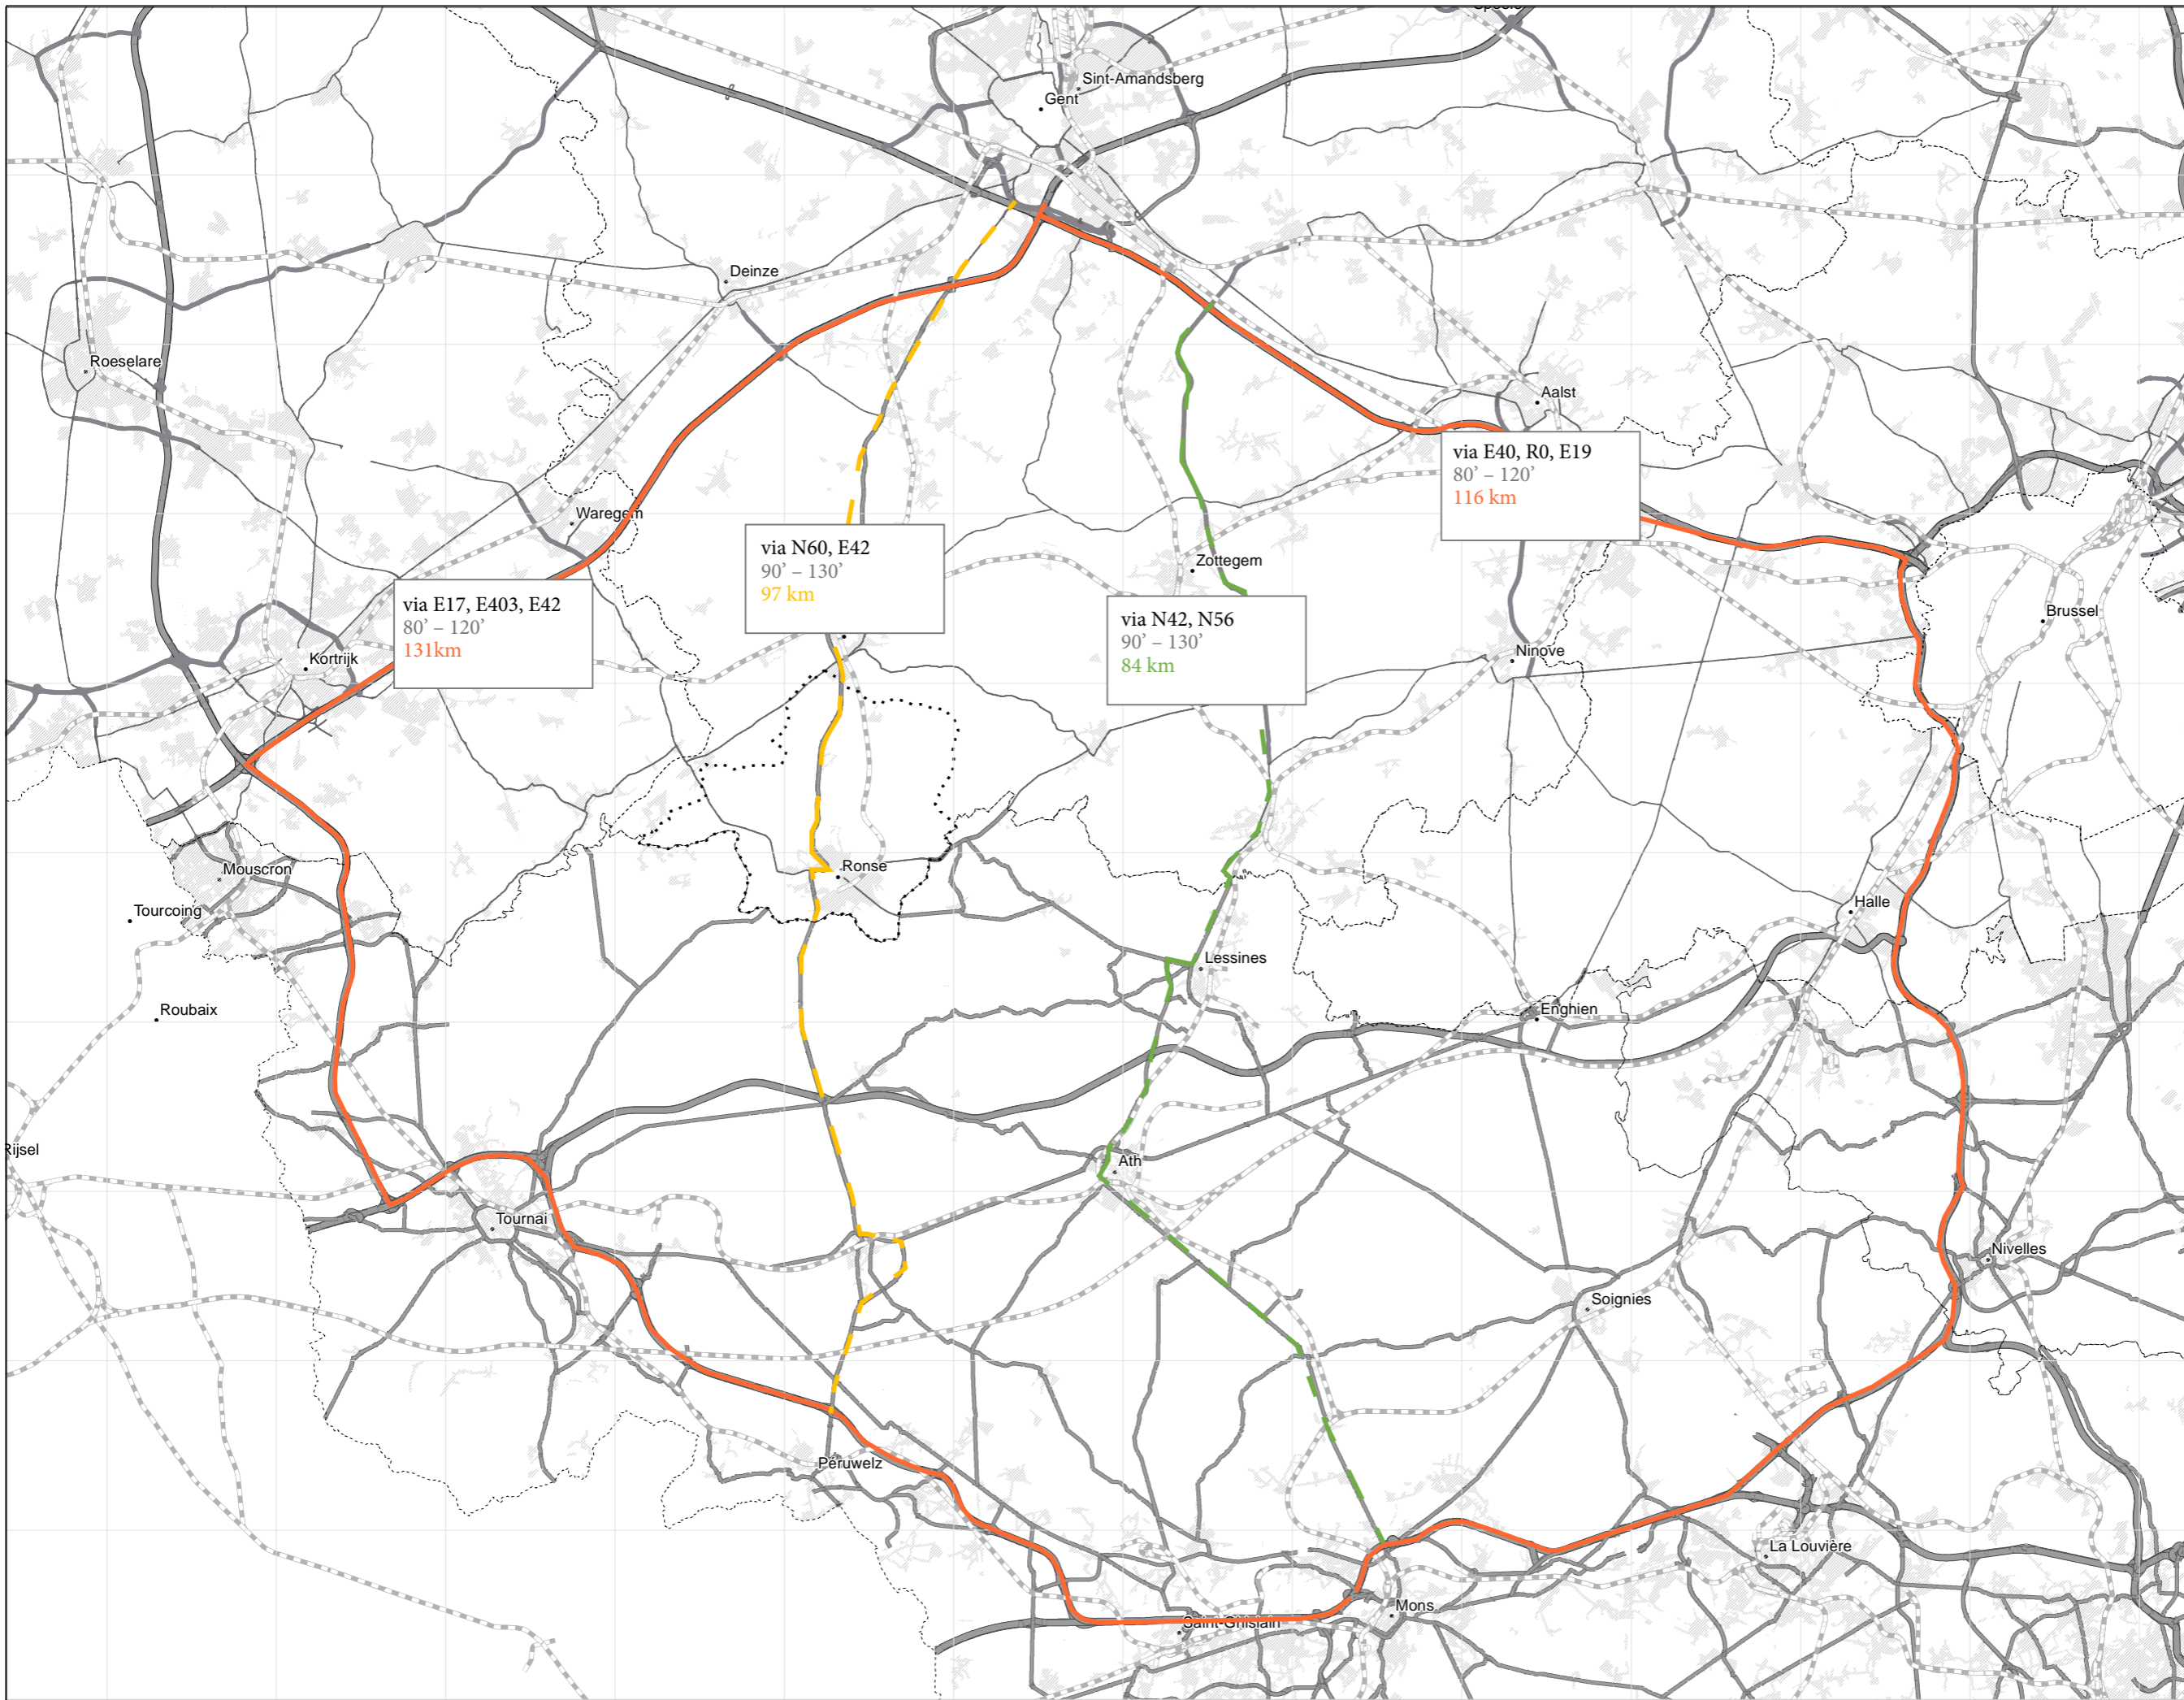 Sint-Amandsberg
Gent
Deinze
Roeselare
Aalst
via E40, R0, E19
80’ – 120’
116 km
Waregem
via N60, E42
90’ – 130’
97 km
Zottegem
via E17, E403, E42
80’ – 120’
131km
via N42, N56
90’ – 130’
84 km
Brussel
Kortrijk
Ninove
Mouscron
Ronse
Tourcoing
Halle
Lessines
Roubaix
Enghien
Rijsel
Ath
Tournai
Nivelles
Soignies
Péruwelz
La Louvière
Mons
Saint-Ghislain